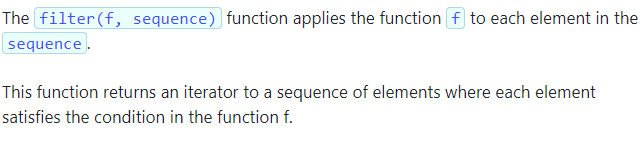 The filter(f, sequence) function applies the function f to each element in the
sequence.
This function returns an iterator to a sequence of elements where each element
satisfies the condition in the function f.